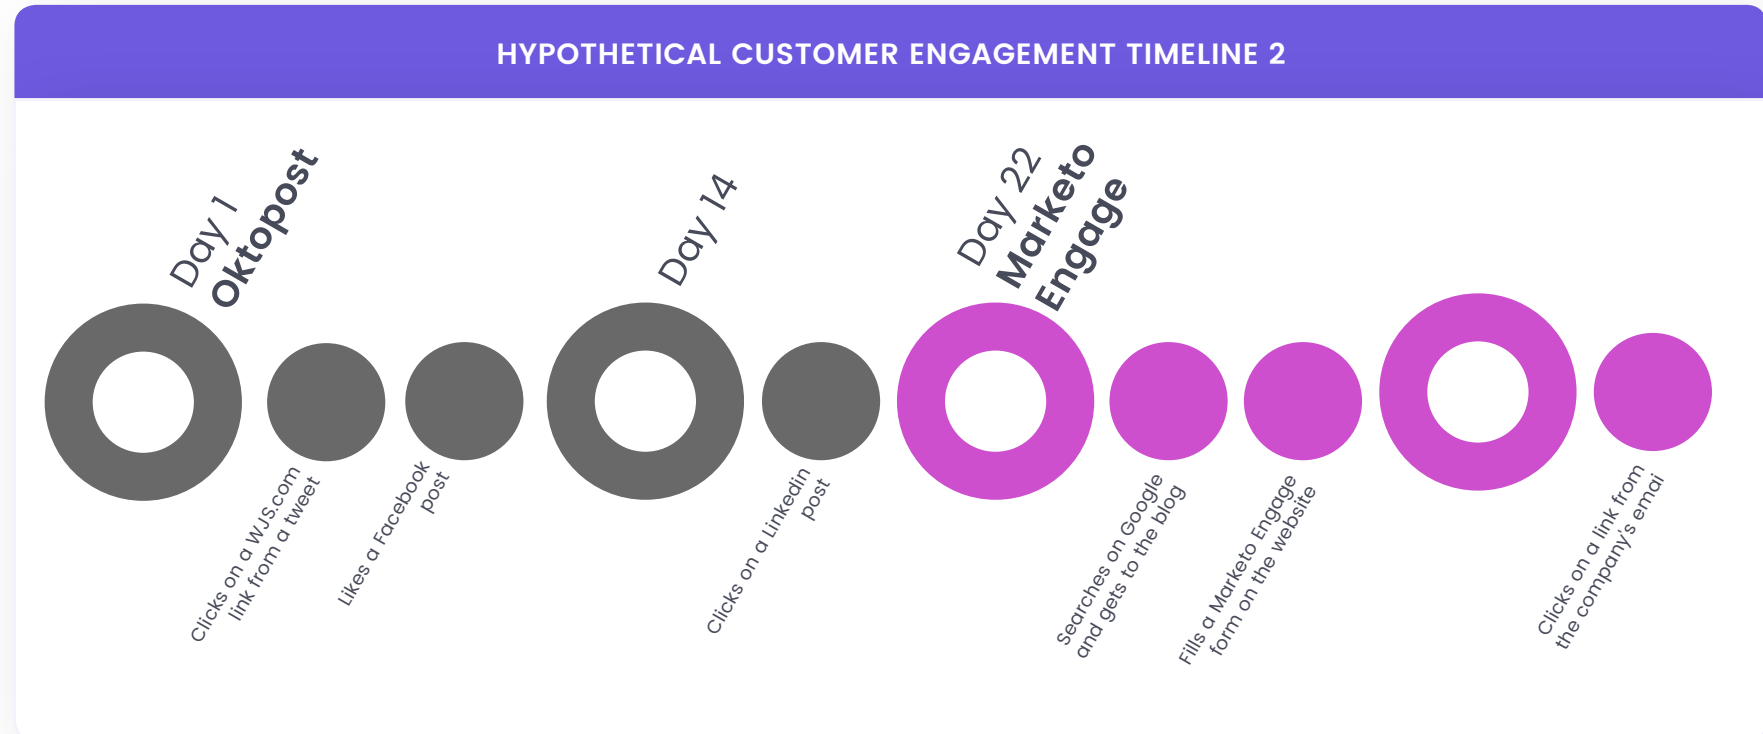 HYPOTHETICAL CUSTOMER ENGAGEMENT TIMELINE 2
Day 1
Oktopost
Day 14
Day 22
Marketo
Engage
Clicks on a WJS.com
link from a tweet
Likes a Facebook
post
Clicks on a Linkedin
post
Searches on Google
and gets to the blog
Fills a Marketo Engage
form on the website
Clicks on a link from
the company's emai